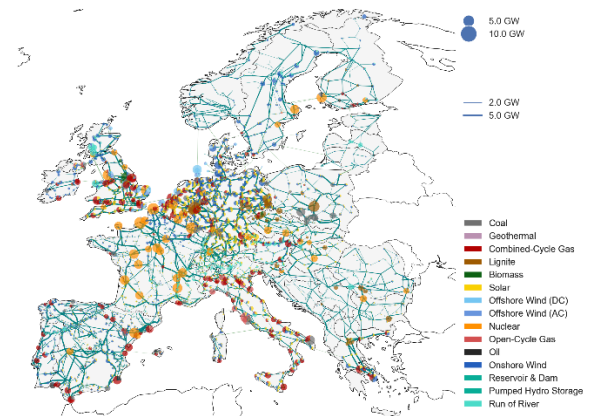 5.0 GW
10.0 GW
2.0 GW
5.0 GW
Coal
Geothermal
Combined-Cycle Gas
Lignite
Biomass
Solar
Offshore Wind (DC)
Offshore Wind (AC)
Nuclear
Open-Cycle Gas
Oil
Onshore Wind
Reservoir & Dam
Pumped Hydro Storage
Run of River